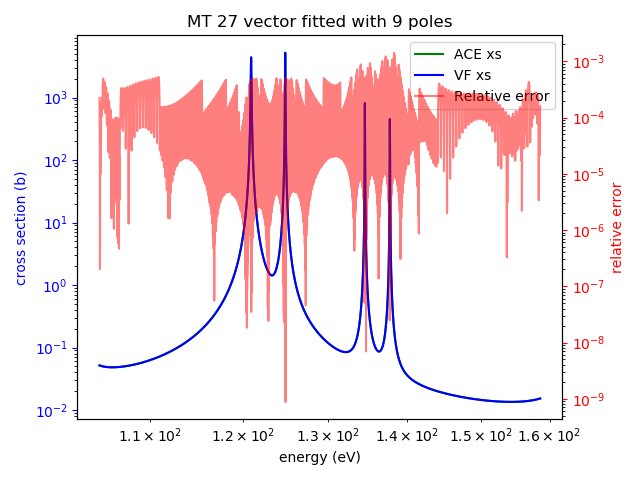 MT 27 vector fitted with 9 poles
ACE xs
VF xs
Relative error
cross section (b)
10³
10²
10¹
10⁰
10⁻¹
10⁻²
10⁻³
10⁻⁴
10⁻⁵
10⁻⁶
10⁻⁷
10⁻⁸
10⁻⁹
relative error
1.1 × 10² 1.2 × 10² 1.3 × 10² 1.4 × 10² 1.5 × 10² 1.6 × 10²
energy (eV)